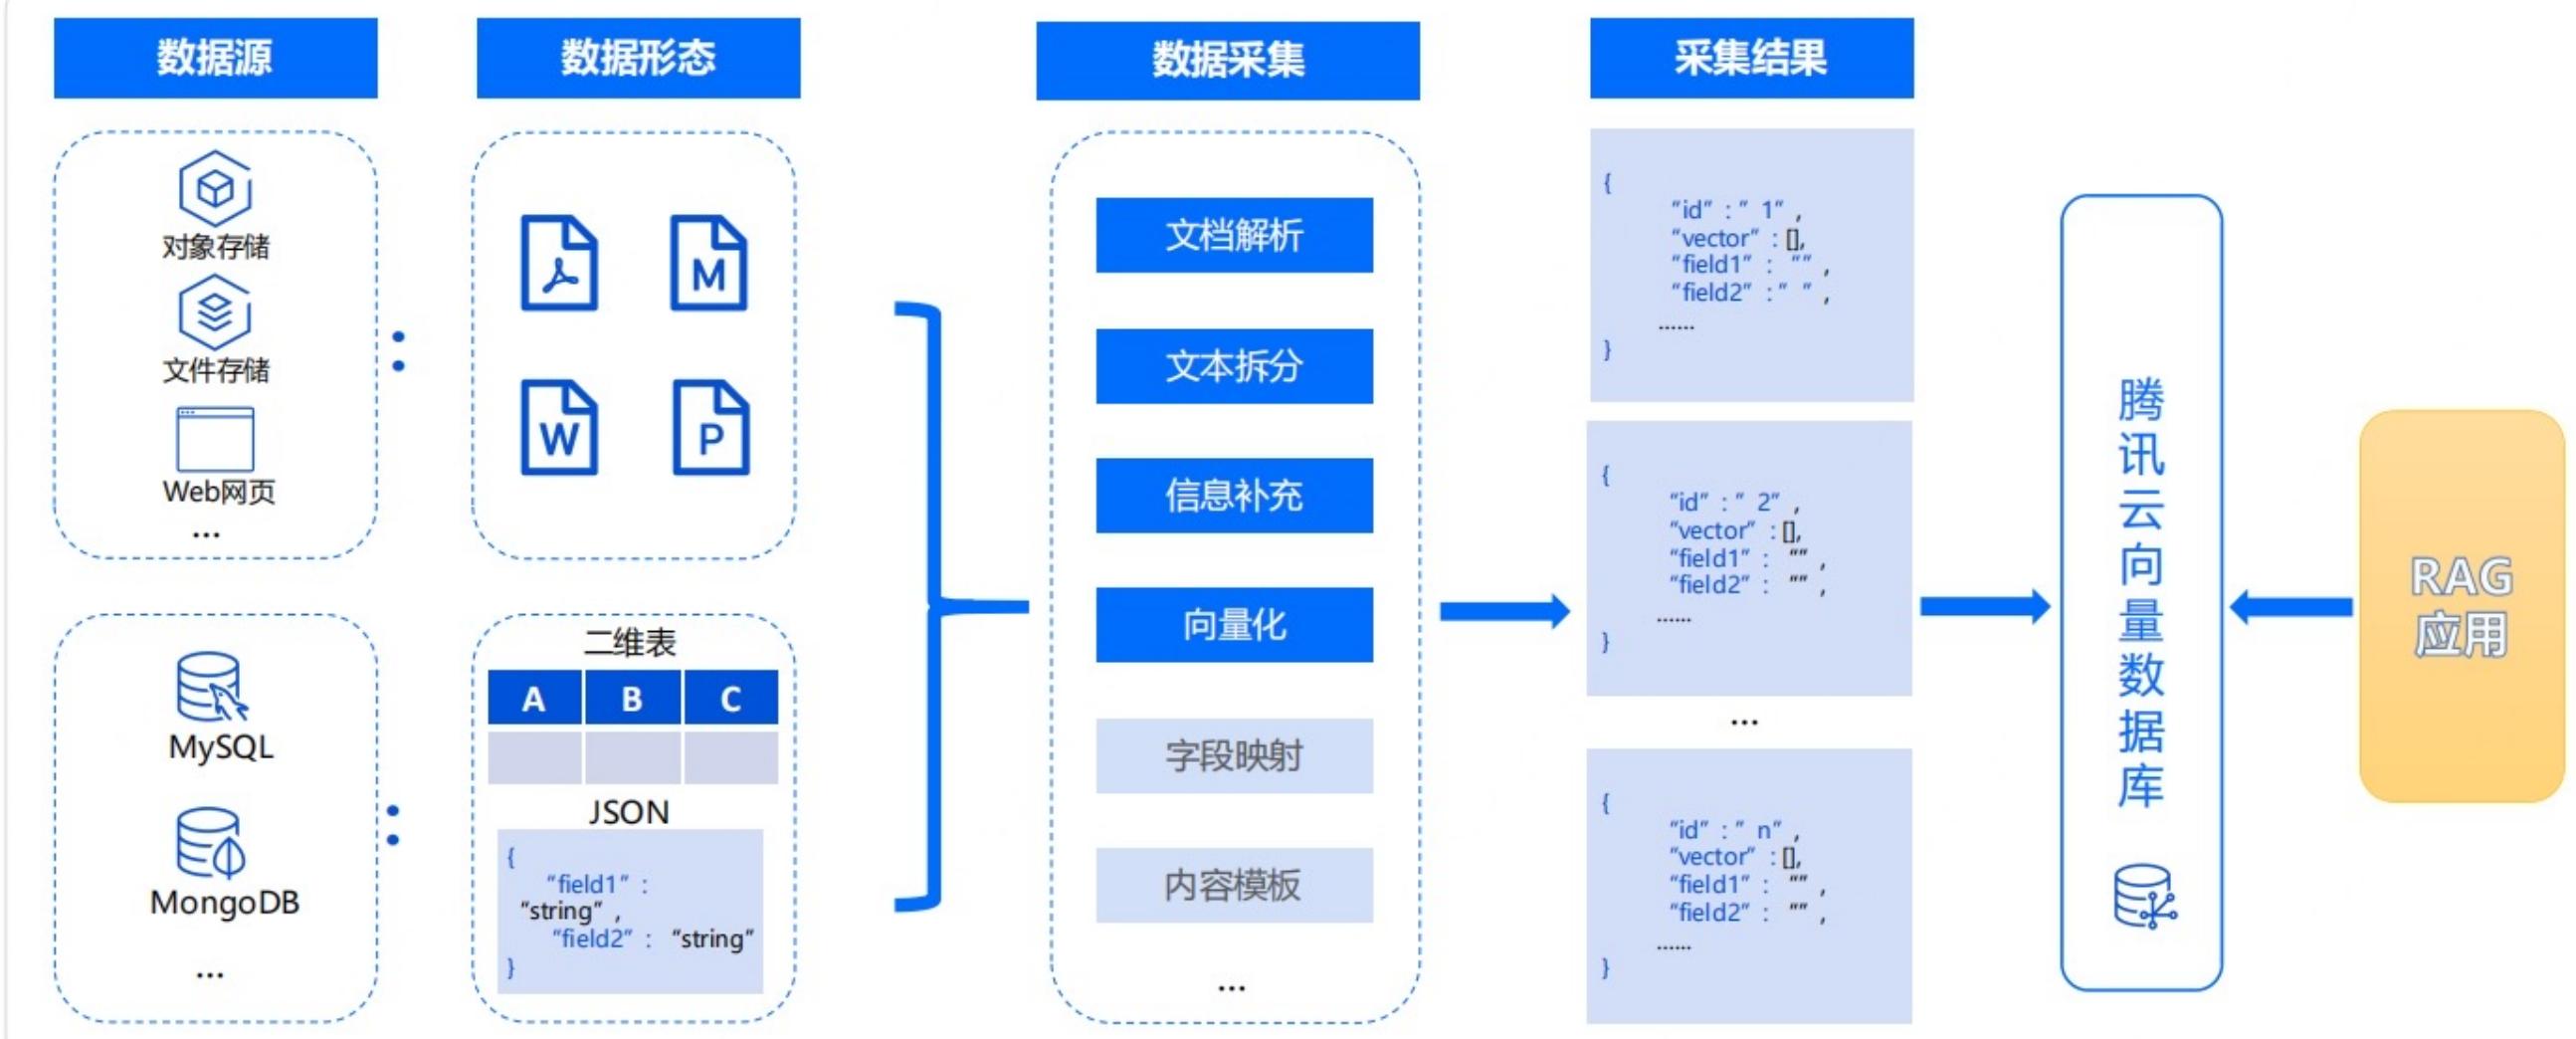 数据源
对象存储
文件存储
Web网页
...
MySQL
MongoDB
...
数据形态
M
W
P
二维表
A B C
JSON
{
“field1” :
“string” ,
“field2” : “string”
}
数据采集
文档解析
文本拆分
信息补充
向量化
字段映射
内容模板
...
采集结果
{
“id” : “ 1” ,
“vector” : [],
“field1” : “” ,
“field2” : “ ” ,
......
}
{
“id” : “ 2” ,
“vector” : [],
“field1” : “” ,
“field2” : “” ,
......
}
...
{
“id” : “ n” ,
“vector” : [],
“field1” : “” ,
“field2” : “” ,
......
}
腾讯云向量数据库
RAG
应用